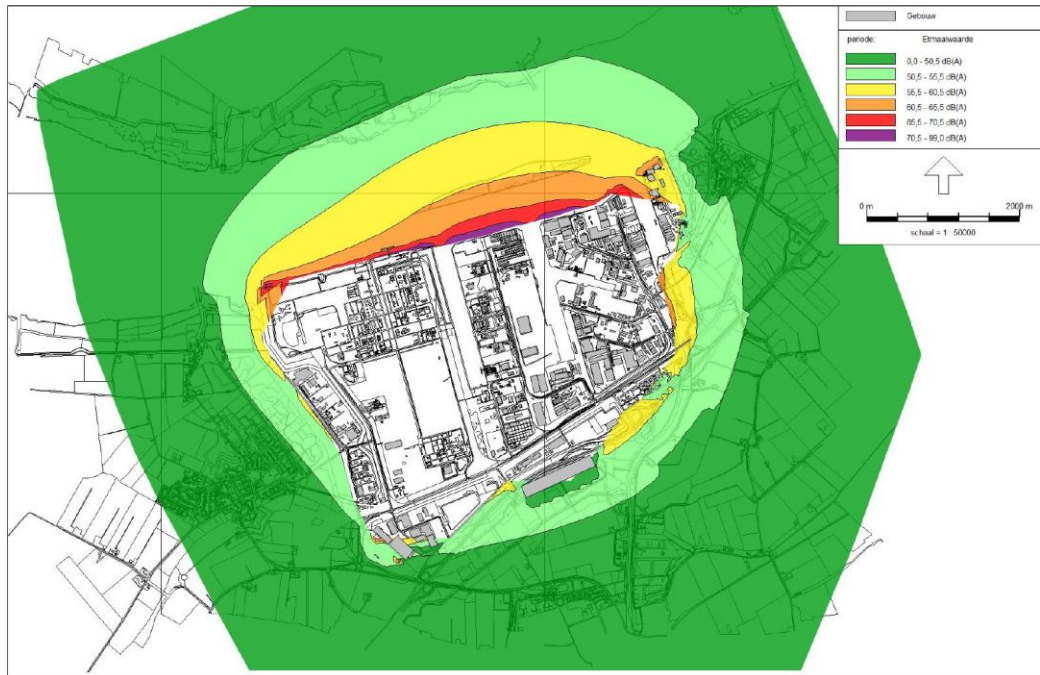 Gebouw
periode: Etmaalwaarde
0,0 - 50,5 dB(A)
50,5 - 55,5 dB(A)
55,5 - 60,5 dB(A)
60,5 - 65,5 dB(A)
65,5 - 70,5 dB(A)
70,5 - 99,0 dB(A)
0 m 2000 m
schaal = 1 : 50000